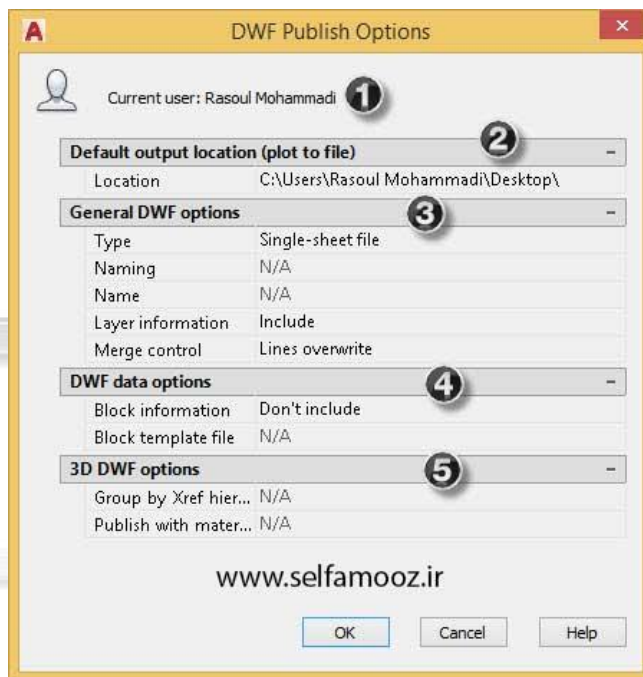 A DWF Publish Options ×
Current user: Rasoul Mohammadi 1
2
Default output location (plot to file) −
Location C:\Users\Rasoul Mohammadi\Desktop\
General DWF options 3 −
Type Single-sheet file
Naming N/A
Name N/A
Layer information Include
Merge control Lines overwrite
DWF data options 4 −
Block information Don't include
Block template file N/A
3D DWF options 5 −
Group by Xref hier... N/A
Publish with mater... N/A
www.selfamooz.ir
OK Cancel Help